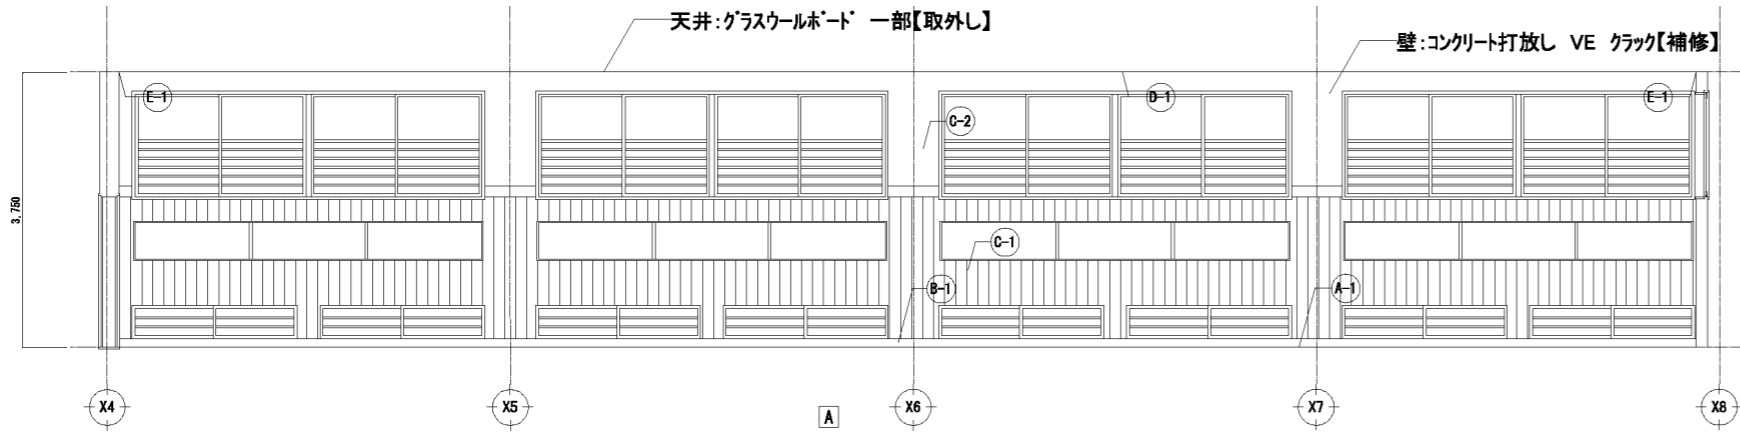 天井:グラスウールボード 一部【取外し】
壁:コンクリート打放し VE クラック【補修】
E-1
D-1
E-1
C-2
3,750
C-1
B-1
A-1
X4
X5
A
X6
X7
X8